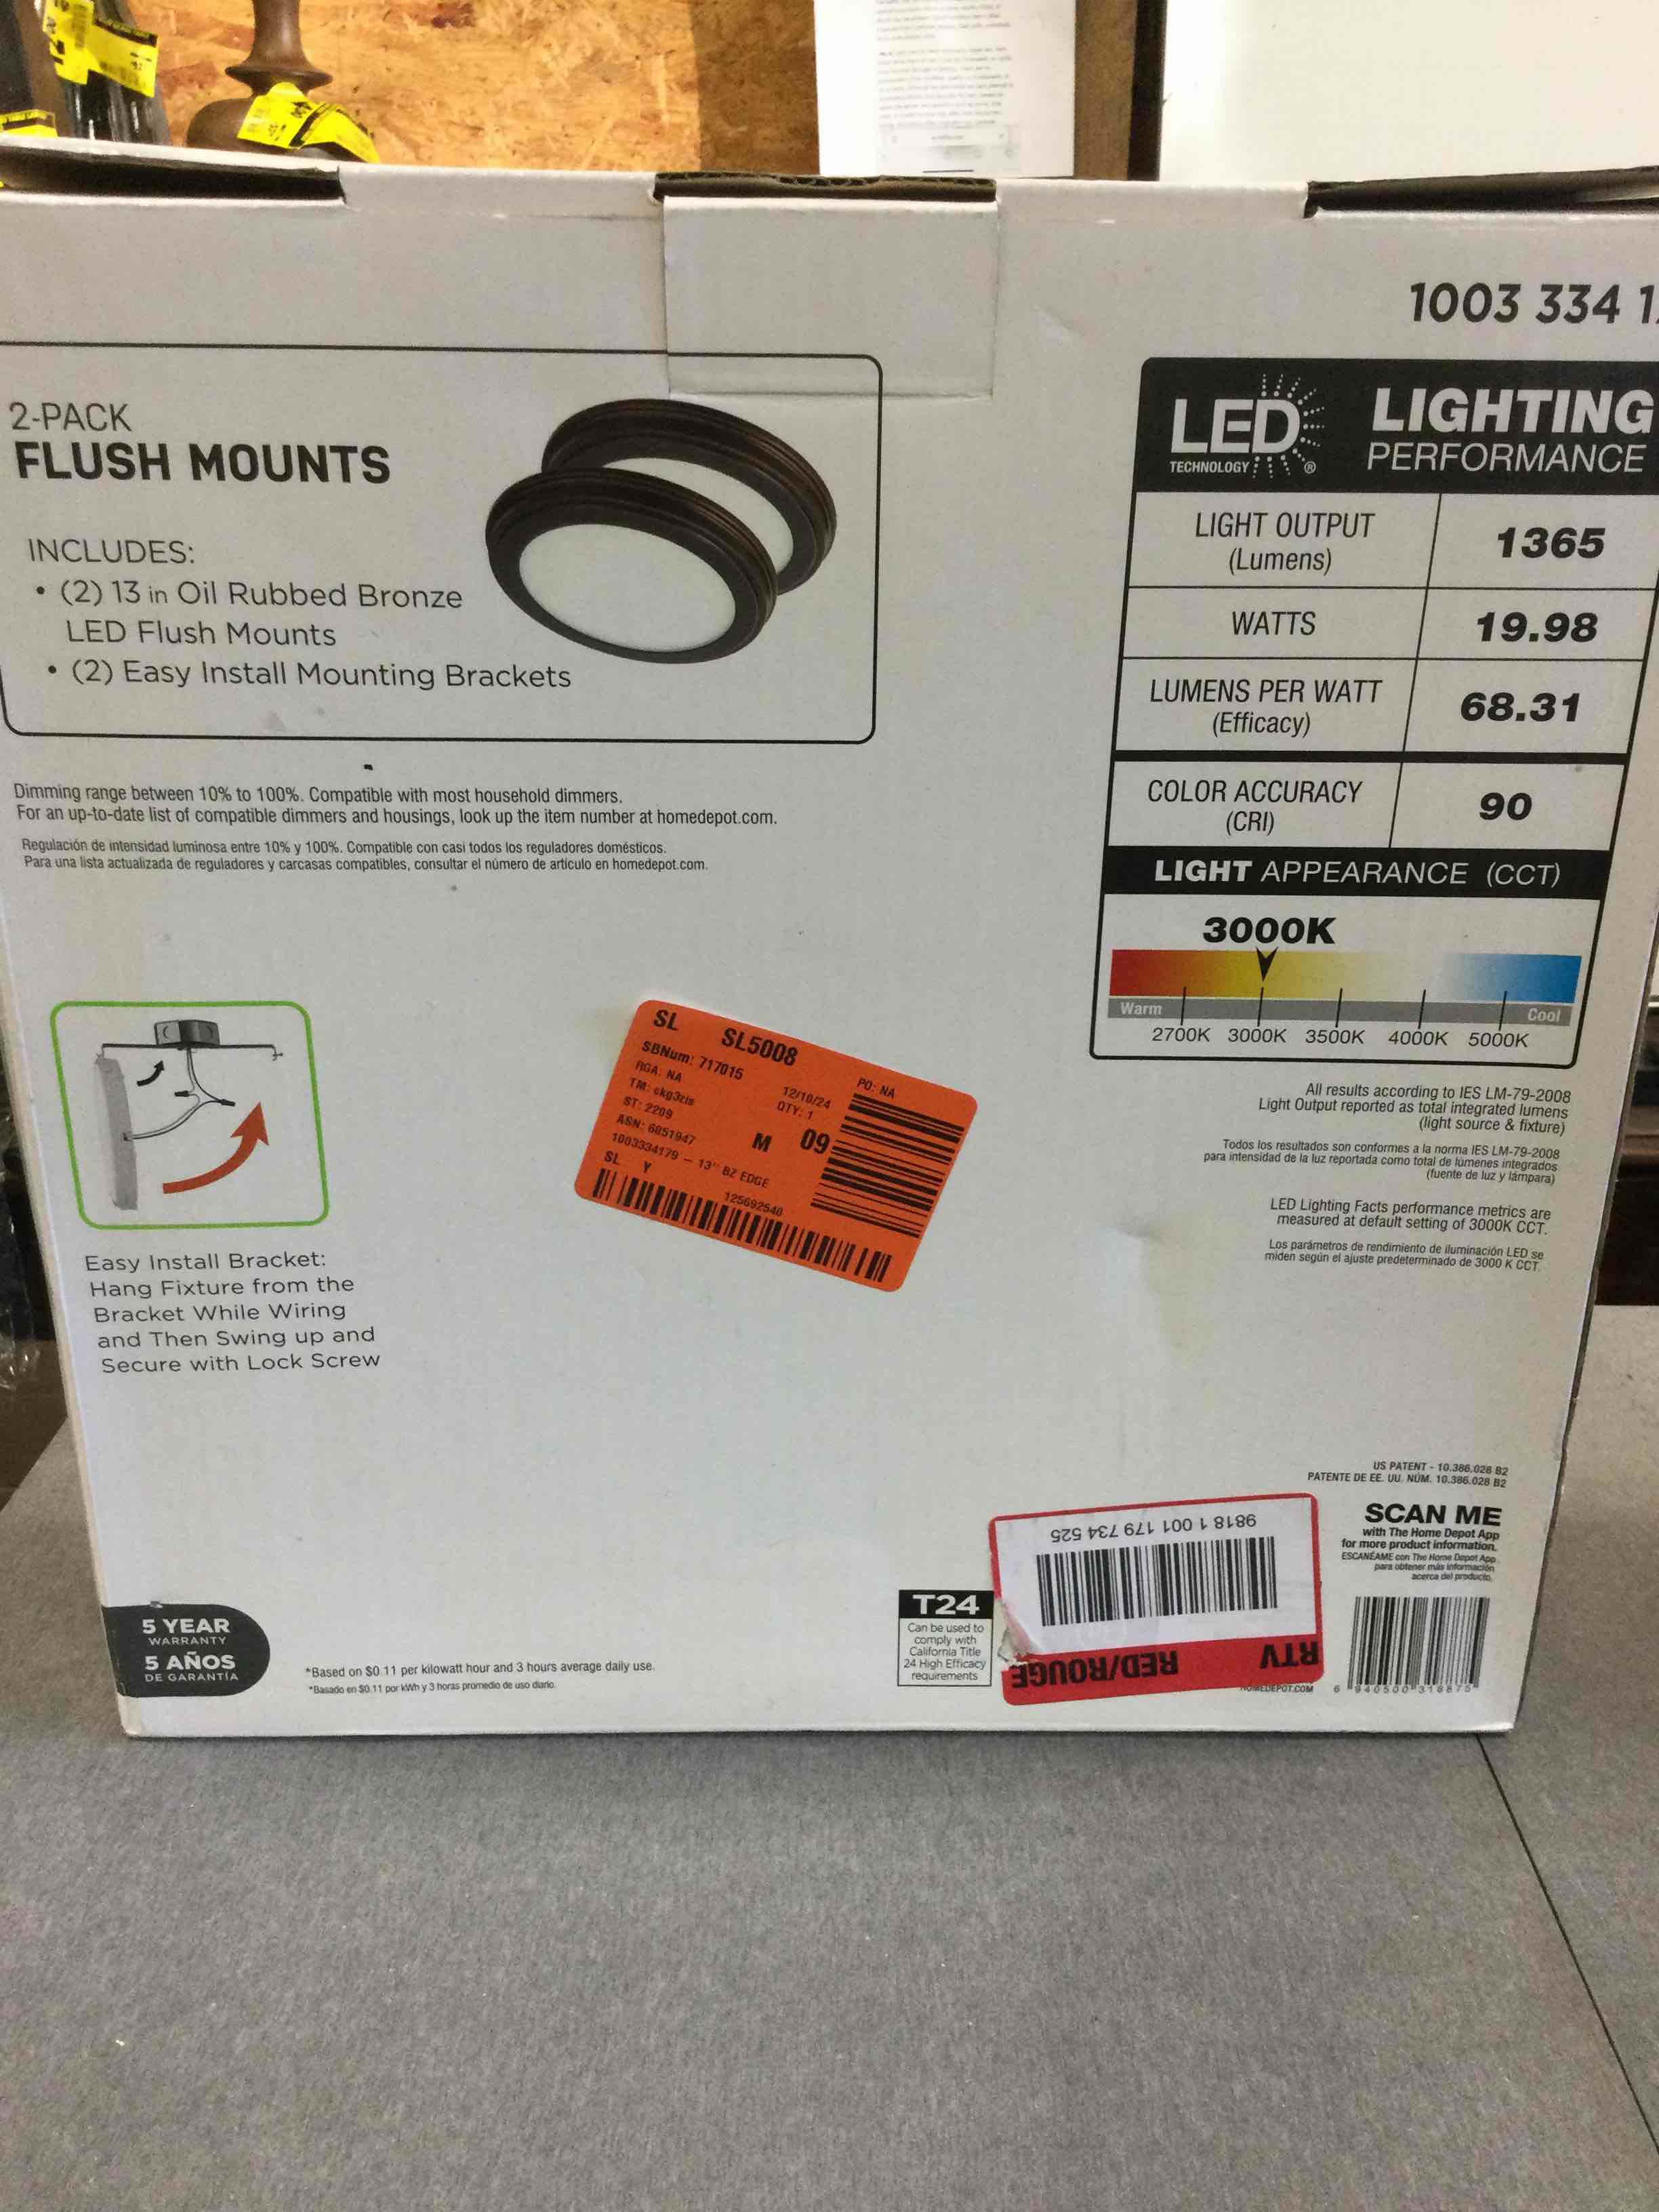 1003 334 1
2-PACK
FLUSH MOUNTS
INCLUDES:
• (2) 13 in Oil Rubbed Bronze
LED Flush Mounts
• (2) Easy Install Mounting Brackets
Dimming range between 10% to 100%. Compatible with most household dimmers.
For an up-to-date list of compatible dimmers and housings, look up the item number at homedepot.com.
Regulación de intensidad luminosa entre 10% y 100%. Compatible con casi todos los reguladores domésticos.
Para una lista actualizada de reguladores y carcasas compatibles, consultar el número de artículo en homedepot.com.
LED
TECHNOLOGY ®
LIGHTING
PERFORMANCE
LIGHT OUTPUT
(Lumens)
1365
WATTS
19.98
LUMENS PER WATT
(Efficacy)
68.31
COLOR ACCURACY
(CRI)
90
LIGHT APPEARANCE (CCT)
3000K
Warm
Cool
2700K 3000K 3500K 4000K 5000K
All results according to IES LM-79-2008
Light Output reported as total integrated lumens
(light source & fixture)
Todos los resultados son conformes a la norma IES LM-79-2008
para intensidad de la luz reportada como total de lúmenes integrados
(fuente de luz y lámpara)
LED Lighting Facts performance metrics are
measured at default setting of 3000K CCT.
Los parámetros de rendimiento de iluminación LED se
miden según el ajuste predeterminado de 3000 K CCT.
SL SL5008
SBNum: 717015
PO: NA
RGA: NA
12/10/24
TM: ckg3zis
QTY: 1
ST: 2209
ASN: 6051947
M 09
1003334179 - 13" BZ EDGE
SL Y
125692540
Easy Install Bracket:
Hang Fixture from the
Bracket While Wiring
and Then Swing up and
Secure with Lock Screw
US PATENT - 10.386.028 B2
PATENTE DE EE. UU. NÚM. 10.386.028 B2
SCAN ME
with The Home Depot App
for more product information.
ESCANÉAME con The Home Depot App
para obtener más información
acerca del producto.
9818 1 001 179 734 525
RTV RED/ROUGE
T24
Can be used to
comply with
California Title
24 High Efficacy
requirements
5 YEAR
WARRANTY
5 AÑOS
DE GARANTÍA
*Based on $0.11 per kilowatt hour and 3 hours average daily use.
*Basado en $0.11 por kWh y 3 horas promedio de uso diario.
HOMEDEPOT.COM
6 940500 318875